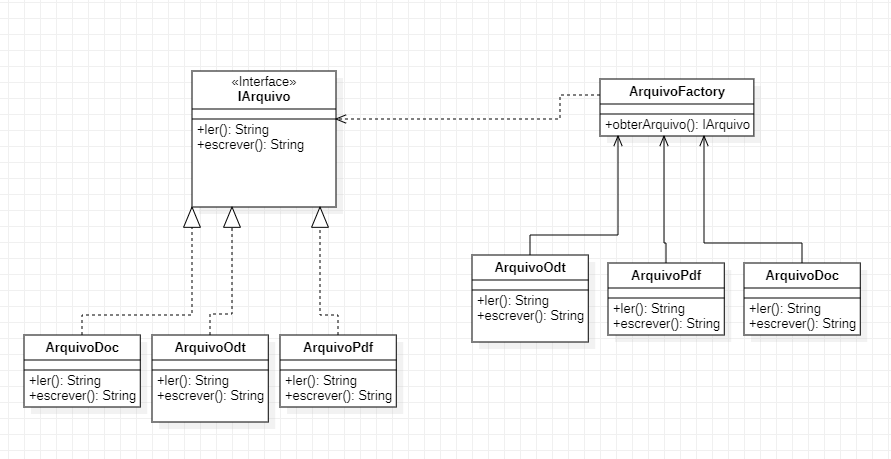 «Interface»
IArquivo
+ler(): String
+escrever(): String
ArquivoFactory
+obterArquivo(): IArquivo
ArquivoOdt
+ler(): String
+escrever(): String
ArquivoPdf
+ler(): String
+escrever(): String
ArquivoDoc
+ler(): String
+escrever(): String
ArquivoDoc
+ler(): String
+escrever(): String
ArquivoOdt
+ler(): String
+escrever(): String
ArquivoPdf
+ler(): String
+escrever(): String